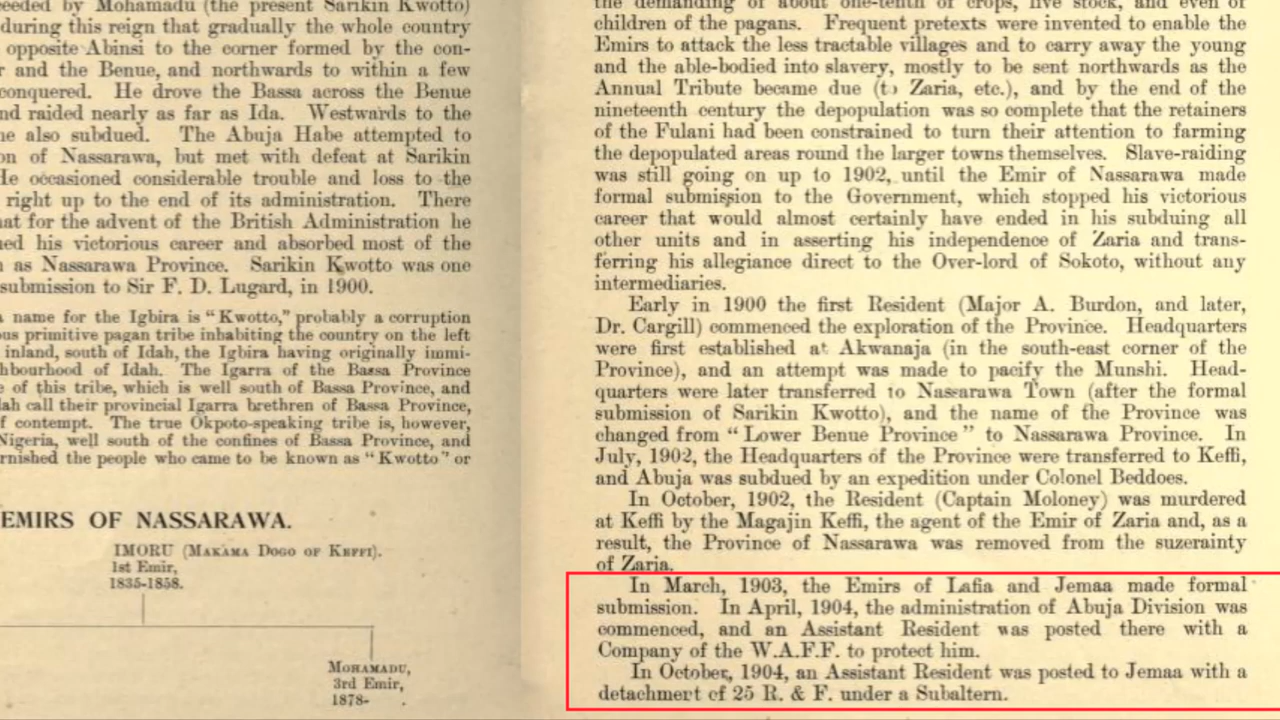 ceeded by Mohamadu (the present Sarikin Kwotto)
during this reign that gradually the whole country
opposite Abinsi to the corner formed by the con-
and the Benue, and northwards to within a few
conquered. He drove the Bassa across the Benue
nd raided nearly as far as Ida. Westwards to the
ne also subdued. The Abuja Habe attempted to
on of Nassarawa, but met with defeat at Sarikin
He occasioned considerable trouble and loss to the
right up to the end of its administration. There
hat for the advent of the British Administration he
ned his victorious career and absorbed most of the
as Nassarawa Province. Sarikin Kwotto was one
submission to Sir F. D. Lugard, in 1900.
name for the Igbira is "Kwotto," probably a corruption
ous primitive pagan tribe inhabiting the country on the left
inland, south of Idah, the Igbira having originally immi-
hbourhood of Idah. The Igarra of the Bassa Province
of this tribe, which is well south of Bassa Province, and
lah call their provincial Igarra brethren of Bassa Province,
f contempt. The true Okpoto-speaking tribe is, however,
Nigeria, well south of the confines of Bassa Province, and
rnished the people who came to be known as "Kwotto" or
EMIRS OF NASSARAWA.
IMORU (MAKAMA DOGO OF KEFFI).
1st Emir,
1835-1858.
MOHAMADU,
3rd Emir,
1878-
the demanding of about one-tenth of crops, live stock, and even of
children of the pagans. Frequent pretexts were invented to enable the
Emirs to attack the less tractable villages and to carry away the young
and the able-bodied into slavery, mostly to be sent northwards as the
Annual Tribute became due (to Zaria, etc.), and by the end of the
nineteenth century the depopulation was so complete that the retainers
of the Fulani had been constrained to turn their attention to farming
the depopulated areas round the larger towns themselves. Slave-raiding
was still going on up to 1902, until the Emir of Nassarawa made
formal submission to the Government, which stopped his victorious
career that would almost certainly have ended in his subduing all
other units and in asserting his independence of Zaria and trans-
ferring his allegiance direct to the Over-lord of Sokoto, without any
intermediaries.
Early in 1900 the first Resident (Major A. Burdon, and later,
Dr. Cargill) commenced the exploration of the Province. Headquarters
were first established at Akwanaja (in the south-east corner of the
Province), and an attempt was made to pacify the Munshi. Head-
quarters were later transferred to Nassarawa Town (after the formal
submission of Sarikin Kwotto), and the name of the Province was
changed from "Lower Benue Province" to Nassarawa Province. In
July, 1902, the Headquarters of the Province were transferred to Keffi,
and Abuja was subdued by an expedition under Colonel Beddoes.
In October, 1902, the Resident (Captain Moloney) was murdered
at Keffi by the Magajin Keffi, the agent of the Emir of Zaria and, as a
result, the Province of Nassarawa was removed from the suzerainty
of Zaria.
In March, 1903, the Emirs of Lafia and Jemaa made formal
submission. In April, 1904, the administration of Abuja Division was
commenced, and an Assistant Resident was posted there with a
Company of the W.A.F.F. to protect him.
In October, 1904, an Assistant Resident was posted to Jemaa with a
detachment of 25 R. & F. under a Subaltern.